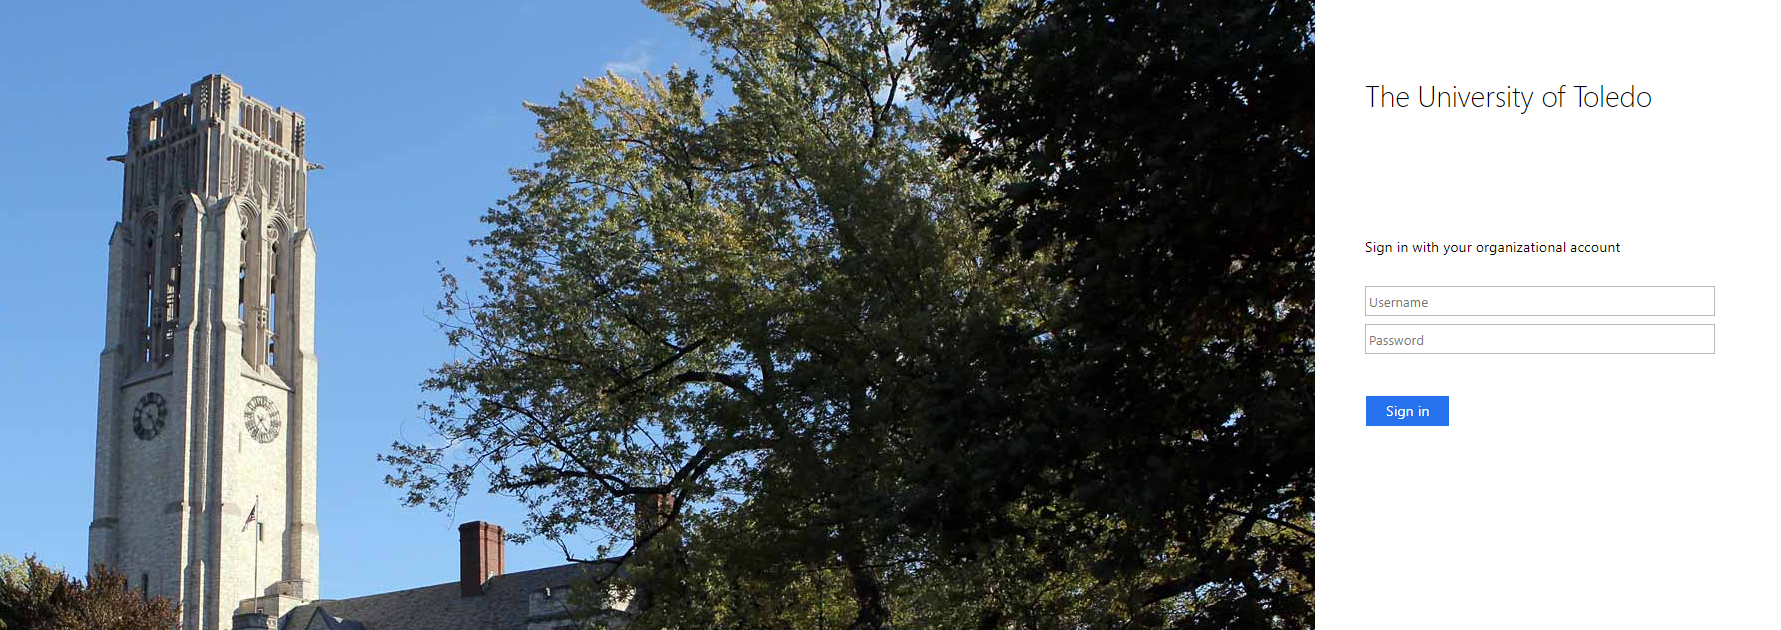 The University of Toledo
Sign in with your organizational account
Username
Password
Sign in